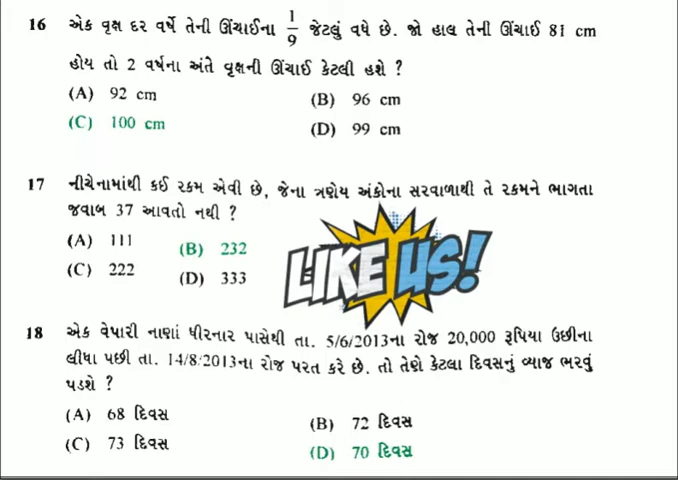 16 એક વૃક્ષ દર વર્ષે તેની ઊંચાઈના 1/9 જેટલું વધે છે. જો હાલ તેની ઊંચાઈ 81 cm
હોય તો 2 વર્ષના અંતે વૃક્ષની ઊંચાઈ કેટલી હશે ?
(A) 92 cm (B) 96 cm
(C) 100 cm (D) 99 cm
17 નીચેનામાંથી કઈ રકમ એવી છે, જેના ત્રણેય અંકોના સરવાળાથી તે રકમને ભાગતા
જવાબ 37 આવતો નથી ?
(A) 111 (B) 232
(C) 222 (D) 333
LIKE US!
18 એક વેપારી નાણાં ધીરનાર પાસેથી તા. 5/6/2013ના રોજ 20,000 રૂપિયા ઉછીના
લીધા પછી તા. 14/8/2013ના રોજ પરત કરે છે. તો તેણે કેટલા દિવસનું વ્યાજ ભરવું
પડશે ?
(A) 68 દિવસ (B) 72 દિવસ
(C) 73 દિવસ (D) 70 દિવસ